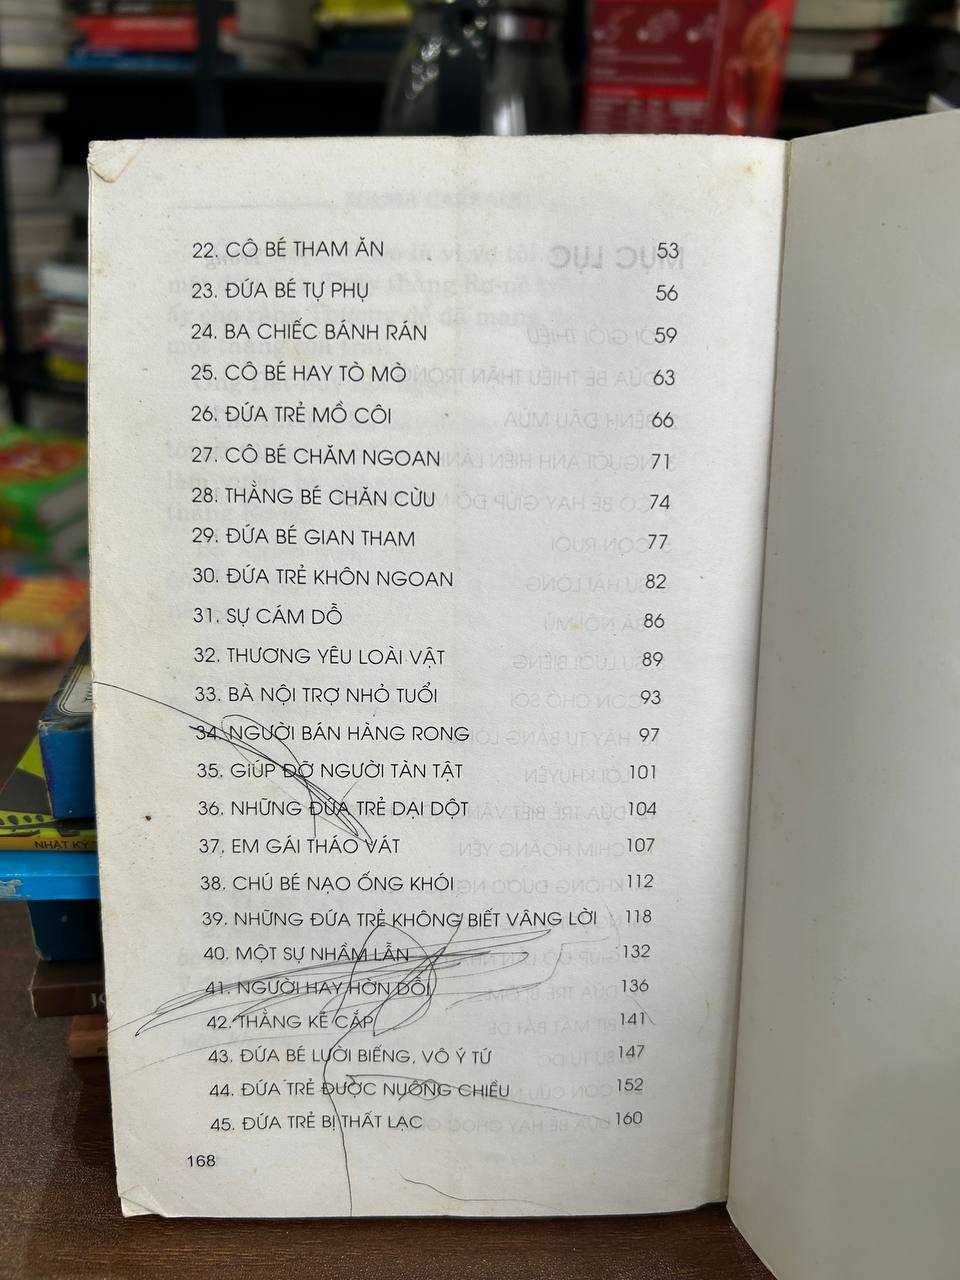 22. CÔ BÉ THAM ĂN 53
23. ĐỨA BÉ TỰ PHỤ 56
24. BA CHIẾC BÁNH RÁN 59
25. CÔ BÉ HAY TÒ MÒ 63
26. ĐỨA TRẺ MỒ CÔI 66
27. CÔ BÉ CHĂM NGOAN 71
28. THẰNG BÉ CHĂN CỪU 74
29. ĐỨA BÉ GIAN THAM 77
30. ĐỨA TRẺ KHÔN NGOAN 82
31. SỰ CÁM DỖ 86
32. THƯƠNG YÊU LOÀI VẬT 89
33. BÀ NỘI TRỢ NHỎ TUỔI 93
34. NGƯỜI BÁN HÀNG RONG 97
35. GIÚP ĐỠ NGƯỜI TÀN TẬT 101
36. NHỮNG ĐỨA TRẺ DẠI DỘT 104
37. EM GÁI THÁO VÁT 107
38. CHÚ BÉ NẠO ỐNG KHÓI 112
39. NHỮNG ĐỨA TRẺ KHÔNG BIẾT VÂNG LỜI 118
40. MỘT SỰ NHẦM LẪN 132
41. NGƯỜI HAY HỜN DỖI 136
42. THẰNG KẺ CẮP 141
43. ĐỨA BÉ LƯỜI BIẾNG, VÔ Ý TỨ 147
44. ĐỨA TRẺ ĐƯỢC NUÔNG CHIỀU 152
45. ĐỨA TRẺ BỊ THẤT LẠC 160
168
NHẬT KÝ